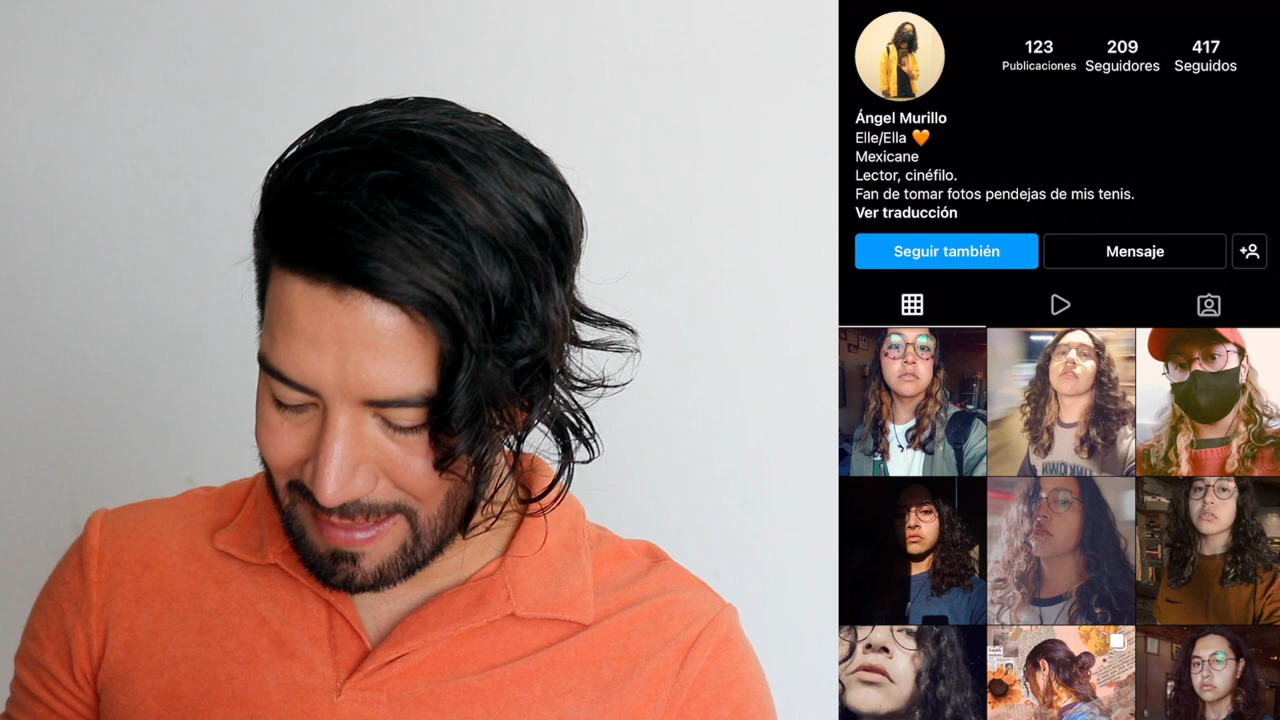 123 209 417
Publicaciones Seguidores Seguidos
Ángel Murillo
Elle/Ella 🧡
Mexicane
Lector, cinéfilo.
Fan de tomar fotos pendejas de mis tenis.
Ver traducción
Seguir también Mensaje